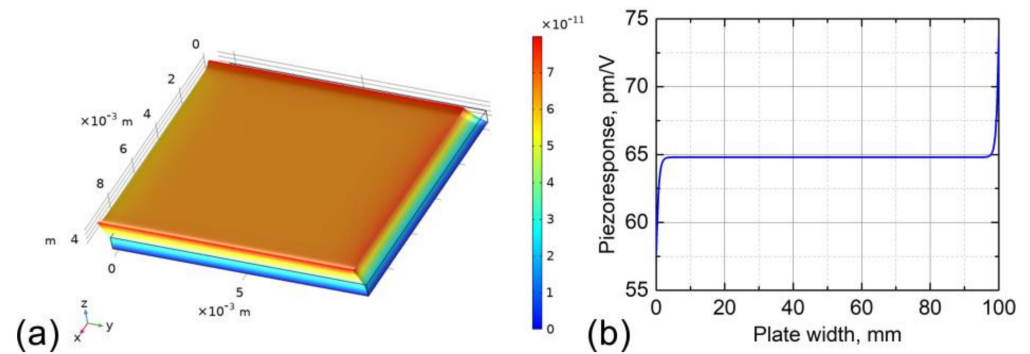 ×10⁻¹¹
0
2
4
×10⁻³ m
6
8
m 4
0
5
×10⁻³ m
z
y
x
7
6
5
4
3
2
1
0
(a)
75
70
65
60
55
Piezoresponse, pm/V
0 20 40 60 80 100
Plate width, mm
(b)